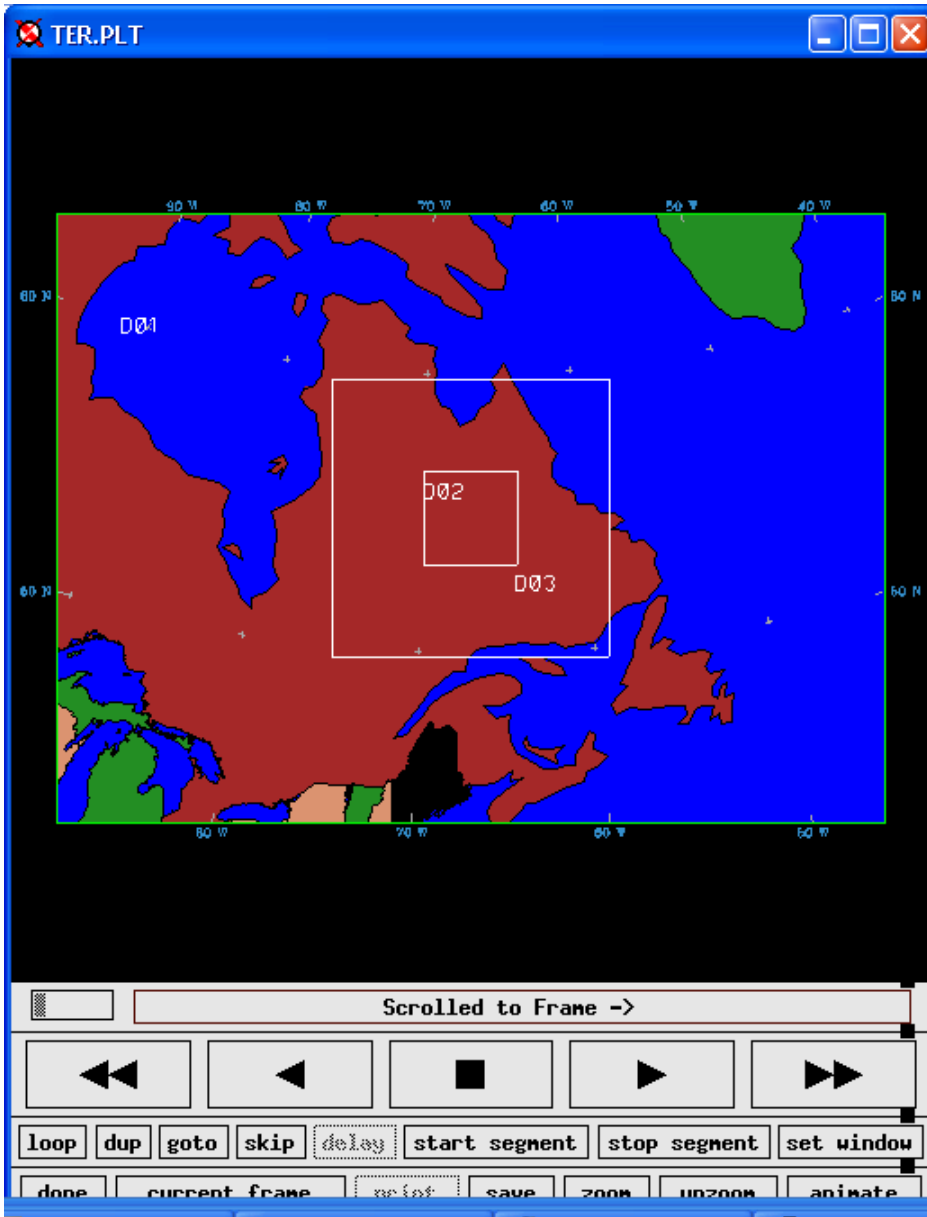 TER.PLT
90 W 80 W 70 W 60 W 50 W 40 W
60 N 60 N
D01
D02
D03
50 N 50 N
80 W 70 W 60 W 50 W
Scrolled to Frame ->
loop dup goto skip delay start segment stop segment set window
done current frame print save zoom unzoom animate